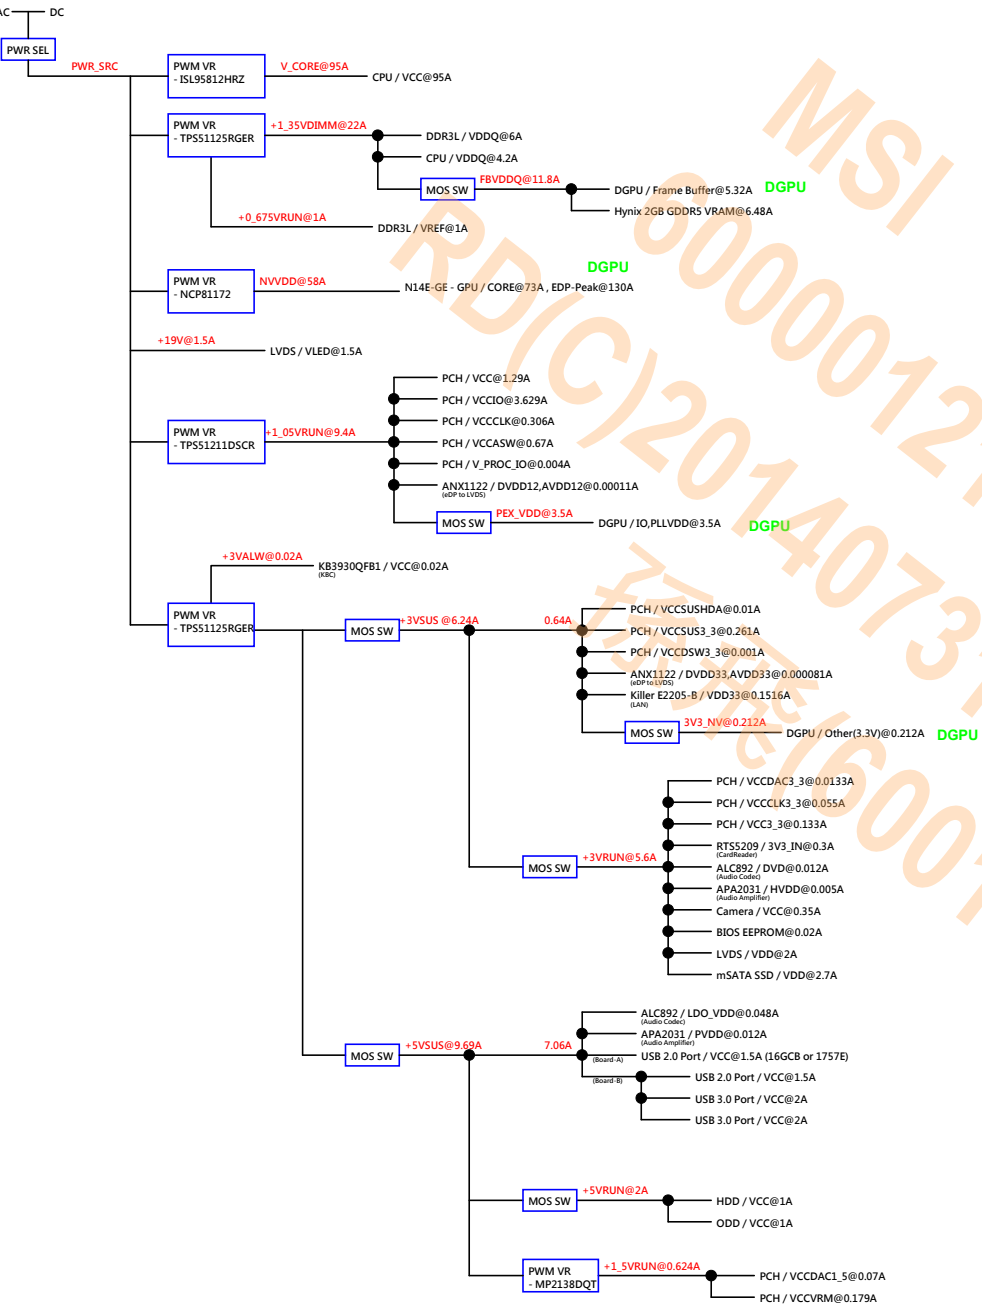 AC
DC
PWR SEL
PWR_SRC
PWM VR
- ISL95812HRZ
V_CORE@95A
CPU / VCC@95A
PWM VR
- TPS51125RGER
+1_35VDIMM@22A
DDR3L / VDDQ@6A
CPU / VDDQ@4.2A
MOS SW
FBVDDQ@11.8A
DGPU / Frame Buffer@5.32A
DGPU
Hynix 2GB GDDR5 VRAM@6.48A
+0_675VRUN@1A
DDR3L / VREF@1A
DGPU
PWM VR
- NCP81172
NVVDD@58A
N14E-GE - GPU / CORE@73A , EDP-Peak@130A
+19V@1.5A
LVDS / VLED@1.5A
PWM VR
- TPS51211DSCR
+1_05VRUN@9.4A
PCH / VCC@1.29A
PCH / VCCIO@3.629A
PCH / VCCCLK@0.306A
PCH / VCCASW@0.67A
PCH / V_PROC_IO@0.004A
ANX1122 / DVDD12,AVDD12@0.00011A
(eDP to LVDS)
MOS SW
PEX_VDD@3.5A
DGPU / IO,PLLVDD@3.5A
DGPU
+3VALW@0.02A
KB3930QFB1 / VCC@0.02A
(KBC)
PWM VR
- TPS51125RGER
MOS SW
+3VSUS @6.24A
0.64A
PCH / VCCSUSHDA@0.01A
PCH / VCCSUS3_3@0.261A
PCH / VCCDSW3_3@0.001A
ANX1122 / DVDD33,AVDD33@0.000081A
(eDP to LVDS)
Killer E2205-B / VDD33@0.1516A
(LAN)
MOS SW
3V3_NV@0.212A
DGPU / Other(3.3V)@0.212A
DGPU
MOS SW
+3VRUN@5.6A
PCH / VCCDAC3_3@0.0133A
PCH / VCCCLK3_3@0.055A
PCH / VCC3_3@0.133A
RTS5209 / 3V3_IN@0.3A
(CardReader)
ALC892 / DVD@0.012A
(Audio Codec)
APA2031 / HVDD@0.005A
(Audio Amplifier)
Camera / VCC@0.35A
BIOS EEPROM@0.02A
LVDS / VDD@2A
mSATA SSD / VDD@2.7A
MOS SW
+5VSUS@9.69A
7.06A
ALC892 / LDO_VDD@0.048A
(Audio Codec)
APA2031 / PVDD@0.012A
(Audio Amplifier)
(Board-A)
USB 2.0 Port / VCC@1.5A (16GCB or 1757E)
(Board-B)
USB 2.0 Port / VCC@1.5A
USB 3.0 Port / VCC@2A
USB 3.0 Port / VCC@2A
MOS SW
+5VRUN@2A
HDD / VCC@1A
ODD / VCC@1A
PWM VR
- MP2138DQT
+1_5VRUN@0.624A
PCH / VCCDAC1_5@0.07A
PCH / VCCVRM@0.179A
MSI
RD(C)2014073